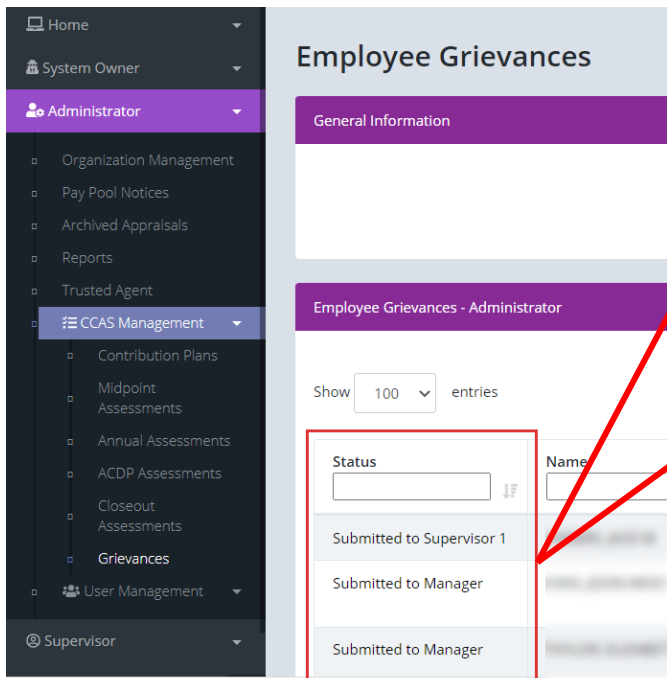 Home
System Owner
Administrator
Organization Management
Pay Pool Notices
Archived Appraisals
Reports
Trusted Agent
CCAS Management
Contribution Plans
Midpoint
Assessments
Annual Assessments
ACDP Assessments
Closeout
Assessments
Grievances
User Management
Supervisor
Employee Grievances
General Information
Employee Grievances - Administrator
Show 100 entries
Status Name
Submitted to Supervisor 1
Submitted to Manager
Submitted to Manager